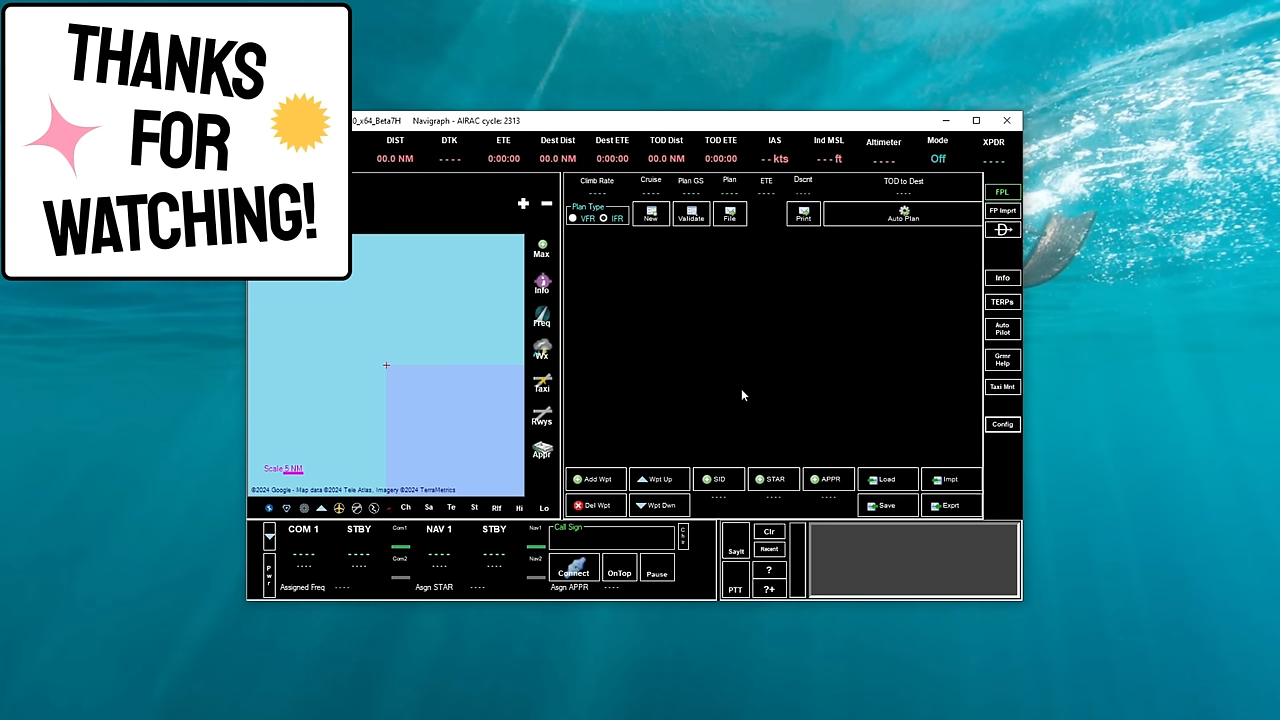 THANKS
FOR
WATCHING!
0_x64_Beta7H Navigraph - AIRAC cycle: 2313
DIST DTK ETE Dest Dist Dest ETE TOD Dist TOD ETE IAS Ind MSL Altimeter Mode XPDR
00.0 NM - - - - 0:00:00 00.0 NM 0:00:00 00.0 NM 0:00:00 - - kts - - - ft - - - - Off - - - -
Climb Rate Cruise Plan GS Plan ETE Dscnt TOD to Dest
- - - - - - - - - - - - - - - - - - - - - - - - - - - -
Plan Type
VFR IFR
New Validate File Print Auto Plan
FPL
FP Imprt
D
Info
TERPs
Auto
Pilot
Grmr
Help
Taxi Mnt
Config
Max
Info
Freq
Wx
Taxi
Rwys
Appr
Scale 5 NM
©2024 Google - Map data ©2024 Tele Atlas, Imagery ©2024 TerraMetrics
Ch Sa Te St Rlf Hi Lo
Add Wpt Wpt Up SID STAR APPR Load Impt
- - - - - - - - - - - -
Del Wpt Wpt Dwn Save Exprt
COM 1 STBY Com1 NAV 1 STBY Nav1
- - - - - - - - - - - - - - - -
Com2 Nav2
- - - - - - - - - - - - - - - -
Assigned Freq - - - - Asgn STAR - - - - Asgn APPR - - - -
Pwr
Call Sign
Connect OnTop Pause
SayIt
Clr
Recent
?
PTT
?+